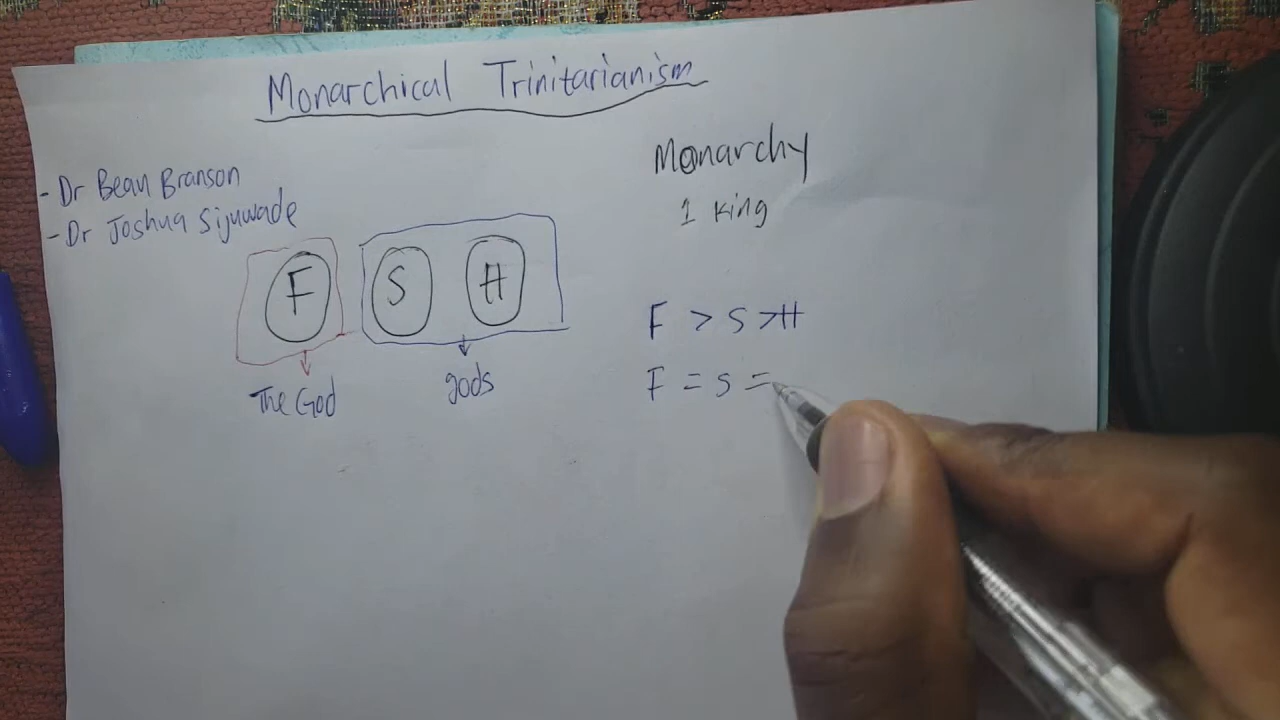 Monarchical Trinitarianism
- Dr Beau Branson
- Dr Joshua Sijuwade
Monarchy
1 king
F S H
The God
gods
F > S > H
F = S =